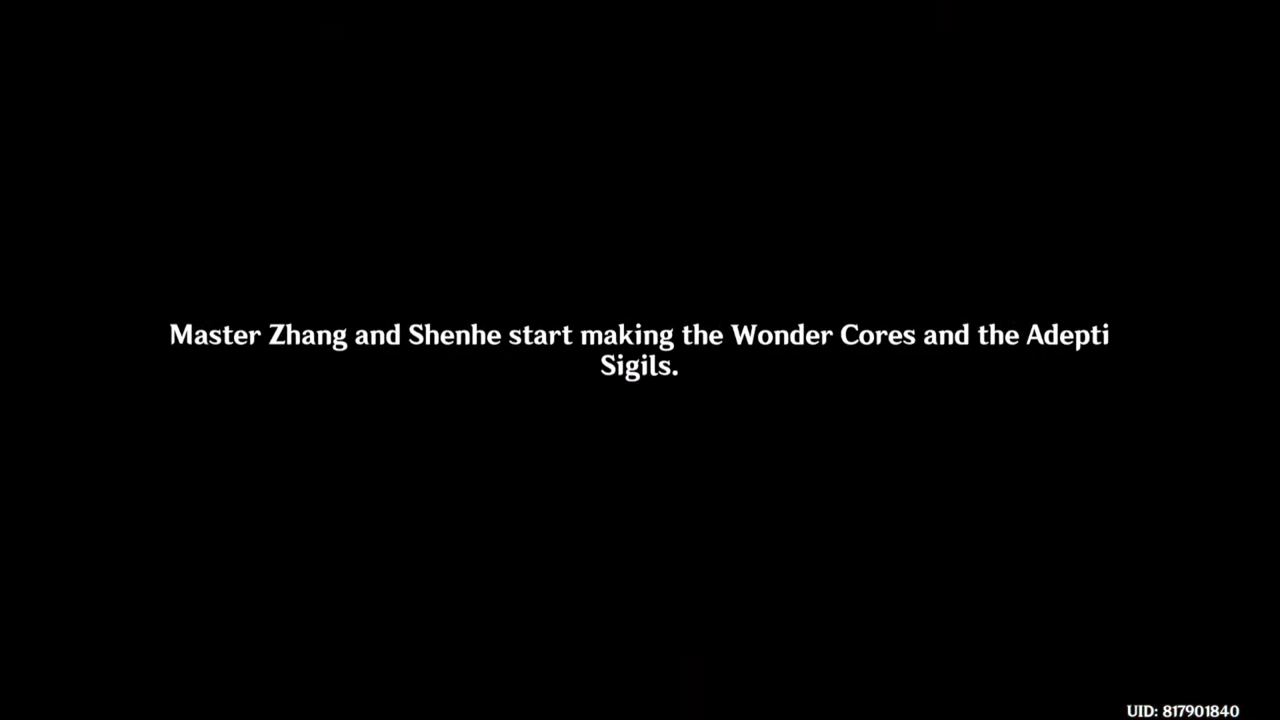 Master Zhang and Shenhe start making the Wonder Cores and the Adepti
Sigils.
UID: 817901840